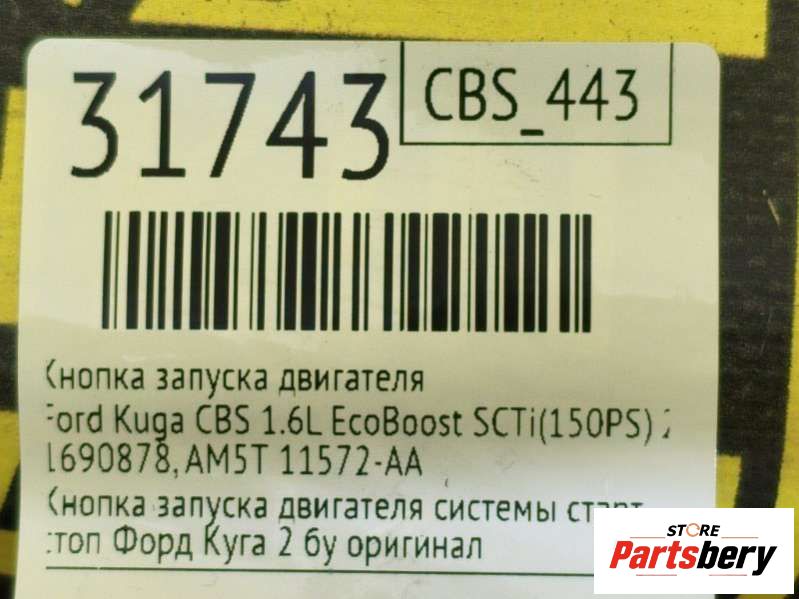 31743
CBS_443
Кнопка запуска двигателя
Ford Kuga CBS 1.6L EcoBoost SCTi(150PS) 2
1690878, AM5T 11572-AA
Кнопка запуска двигателя системы старт
стоп Форд Куга 2 бу оригинал
STORE
Partsbery